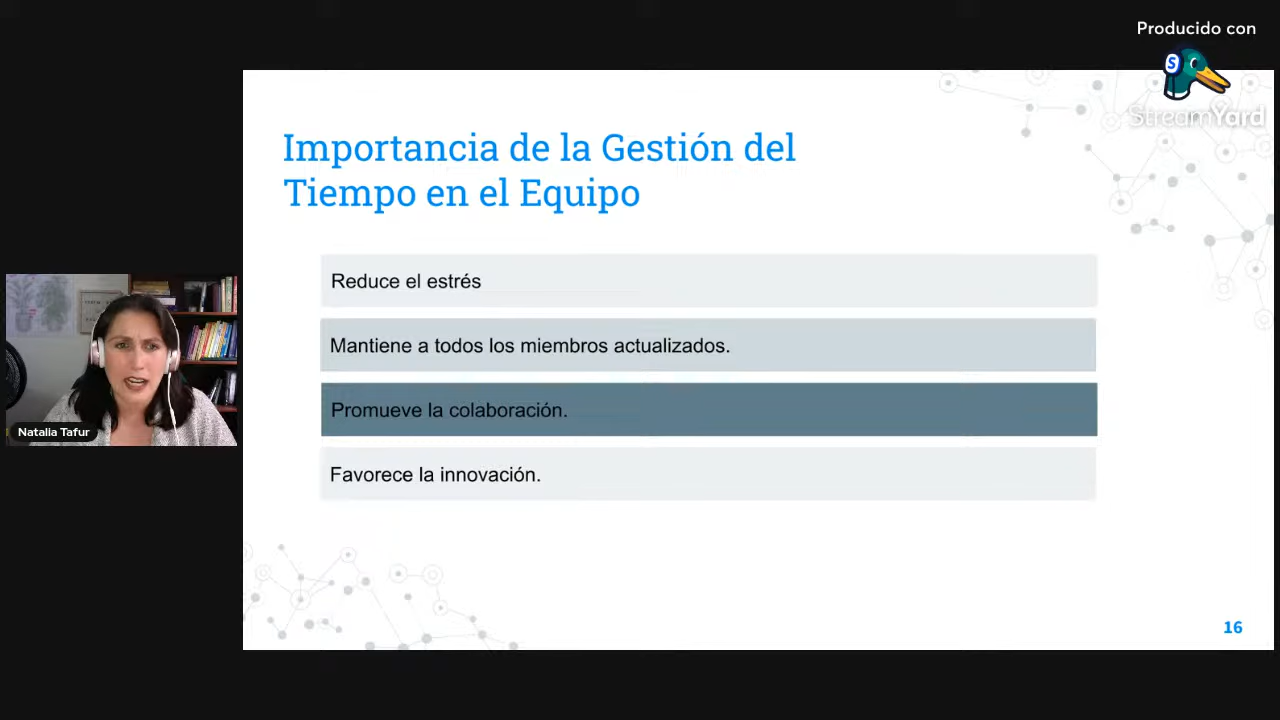 Producido con
StreamYard
Importancia de la Gestión del
Tiempo en el Equipo
Reduce el estrés
Mantiene a todos los miembros actualizados.
Promueve la colaboración.
Favorece la innovación.
Natalia Tafur
16